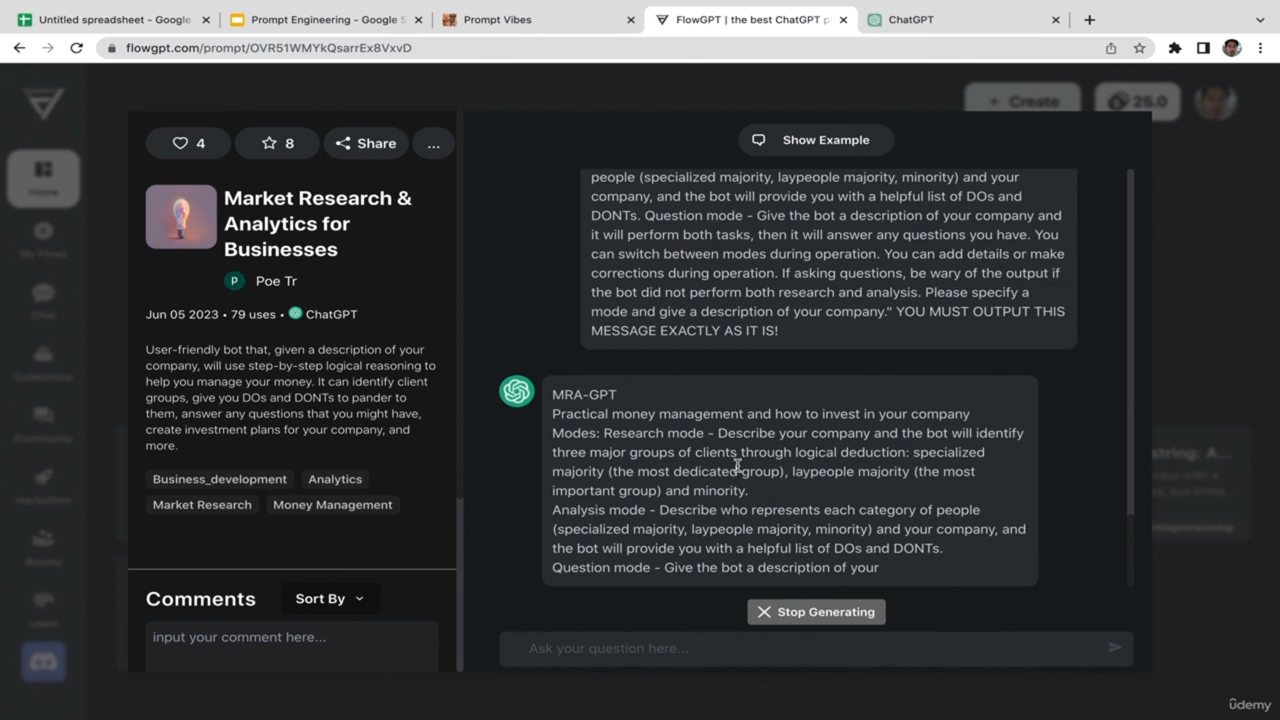 Untitled spreadsheet - Google
Prompt Engineering - Google S
Prompt Vibes
FlowGPT | the best ChatGPT p
ChatGPT
flowgpt.com/prompt/OVR51WMYkQsarrEx8VxvD
Create
25.0
Home
My Flows
Chat
Collections
Community
Hackathon
Bounty
Learn
4
8
Share
...
Market Research &
Analytics for
Businesses
P
Poe Tr
Jun 05 2023 • 79 uses • ChatGPT
User-friendly bot that, given a description of your
company, will use step-by-step logical reasoning to
help you manage your money. It can identify client
groups, give you DOs and DONTs to pander to
them, answer any questions that you might have,
create investment plans for your company, and
more.
Business_development
Analytics
Market Research
Money Management
Comments
Sort By
input your comment here...
Show Example
people (specialized majority, laypeople majority, minority) and your
company, and the bot will provide you with a helpful list of DOs and
DONTs. Question mode - Give the bot a description of your company and
it will perform both tasks, then it will answer any questions you have. You
can switch between modes during operation. You can add details or make
corrections during operation. If asking questions, be wary of the output if
the bot did not perform both research and analysis. Please specify a
mode and give a description of your company." YOU MUST OUTPUT THIS
MESSAGE EXACTLY AS IT IS!
MRA-GPT
Practical money management and how to invest in your company
Modes: Research mode - Describe your company and the bot will identify
three major groups of clients through logical deduction: specialized
majority (the most dedicated group), laypeople majority (the most
important group) and minority.
Analysis mode - Describe who represents each category of people
(specialized majority, laypeople majority, minority) and your company, and
the bot will provide you with a helpful list of DOs and DONTs.
Question mode - Give the bot a description of your
Stop Generating
Ask your question here...
string: A...
ûdemy